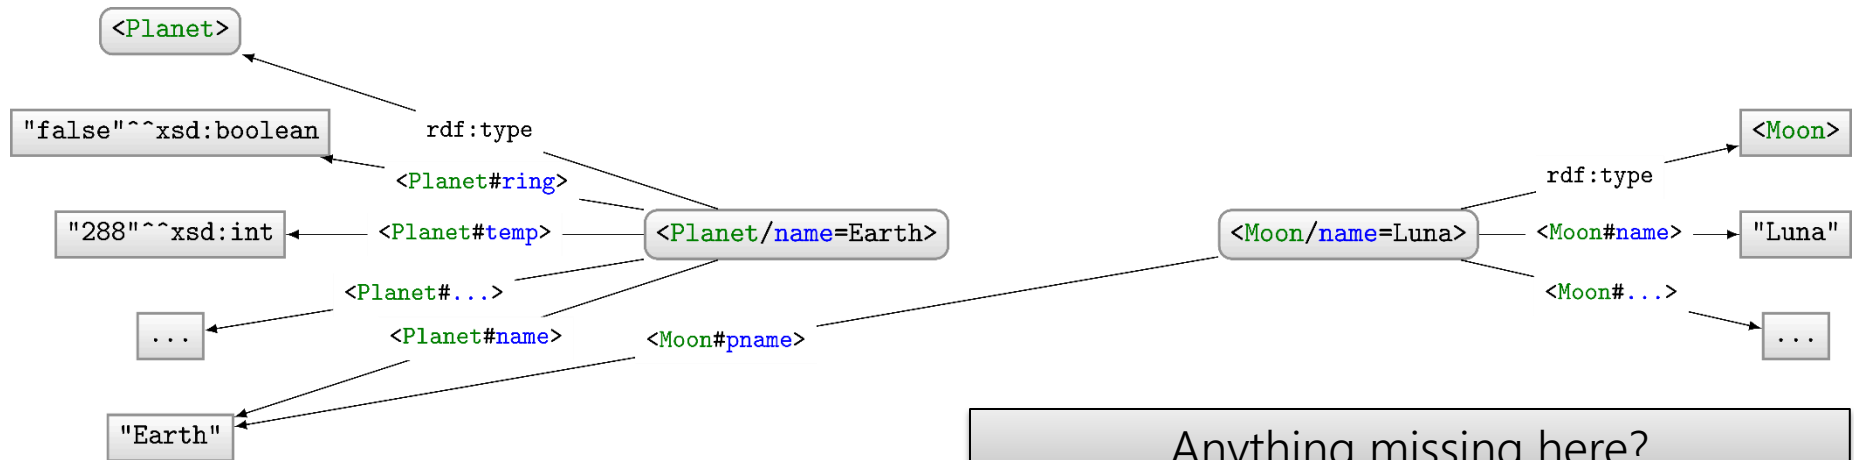 <Planet>
"false"^^xsd:boolean
rdf:type
<Moon>
rdf:type
<Planet#ring>
"288"^^xsd:int
<Planet#temp>
<Planet/name=Earth>
<Moon/name=Luna>
<Moon#name>
"Luna"
<Planet#...>
<Moon#...>
...
<Planet#name>
<Moon#pname>
...
"Earth"
Anything missing here?